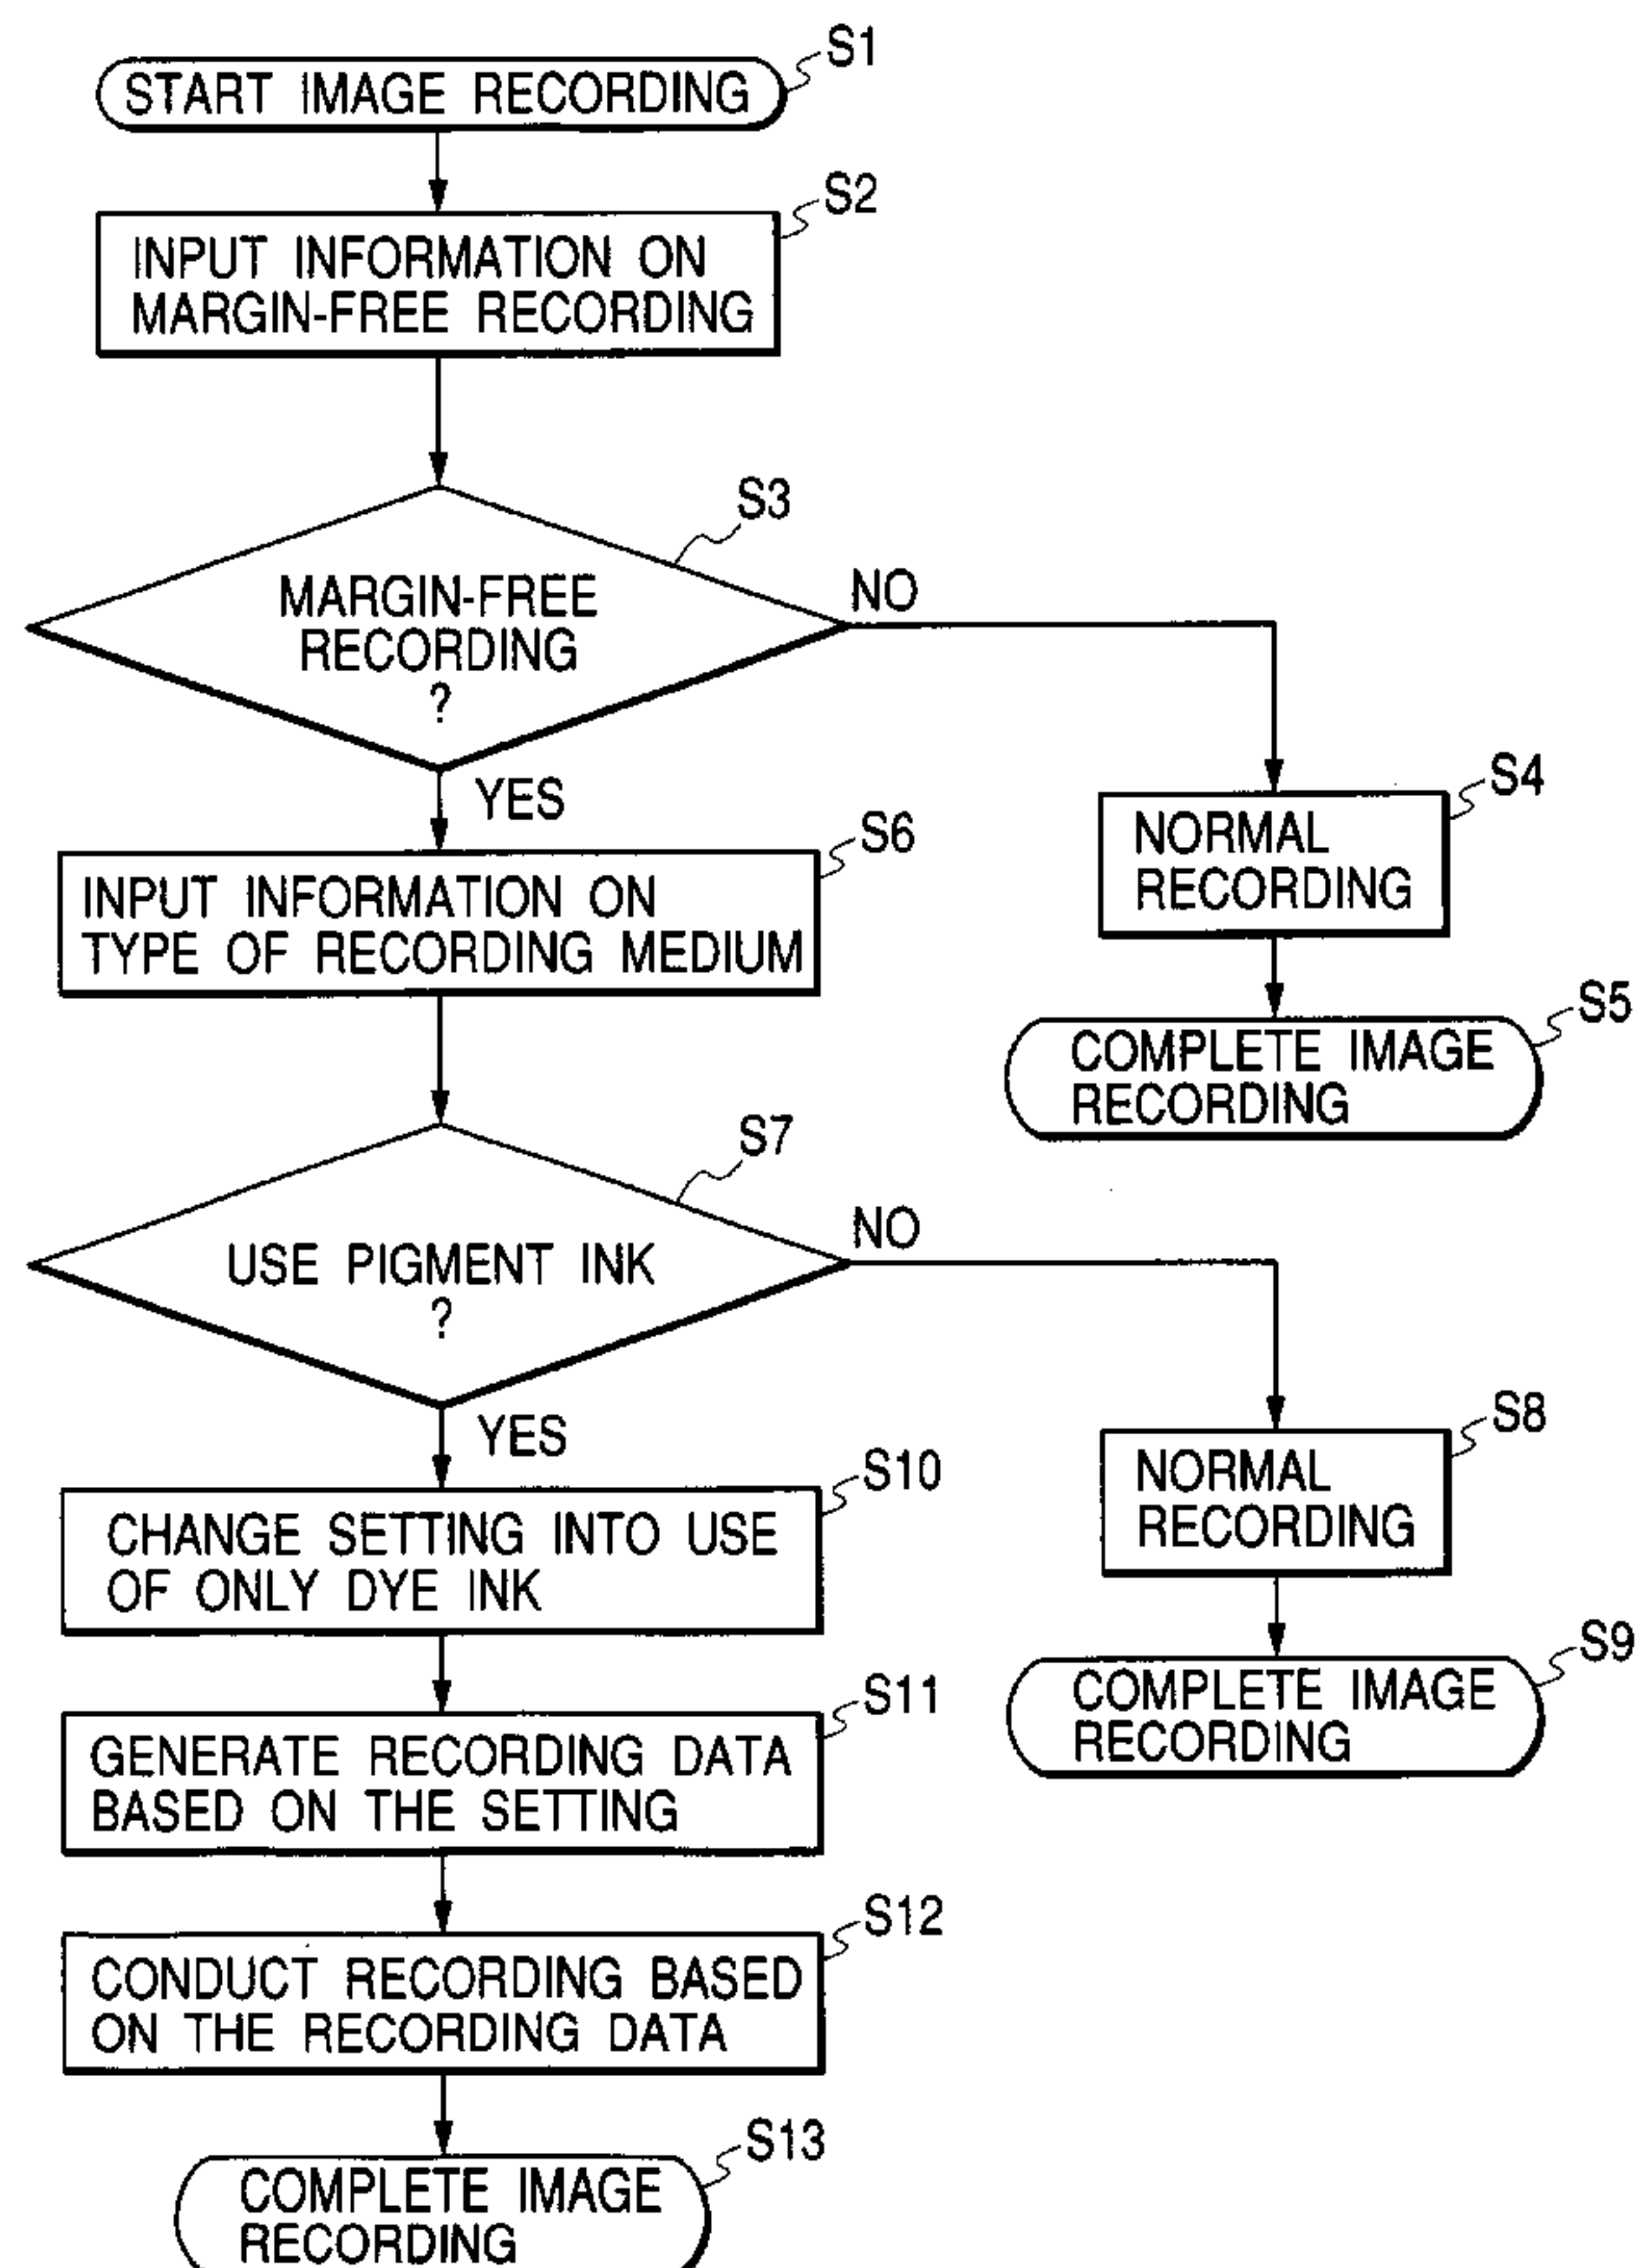 START IMAGE RECORDING
S1
INPUT INFORMATION ON
MARGIN-FREE RECORDING
S2
MARGIN-FREE
RECORDING
?
S3
NO
YES
NORMAL
RECORDING
S4
COMPLETE IMAGE
RECORDING
S5
INPUT INFORMATION ON
TYPE OF RECORDING MEDIUM
S6
USE PIGMENT INK
?
S7
NO
YES
NORMAL
RECORDING
S8
COMPLETE IMAGE
RECORDING
S9
CHANGE SETTING INTO USE
OF ONLY DYE INK
S10
GENERATE RECORDING DATA
BASED ON THE SETTING
S11
CONDUCT RECORDING BASED
ON THE RECORDING DATA
S12
COMPLETE IMAGE
RECORDING
S13